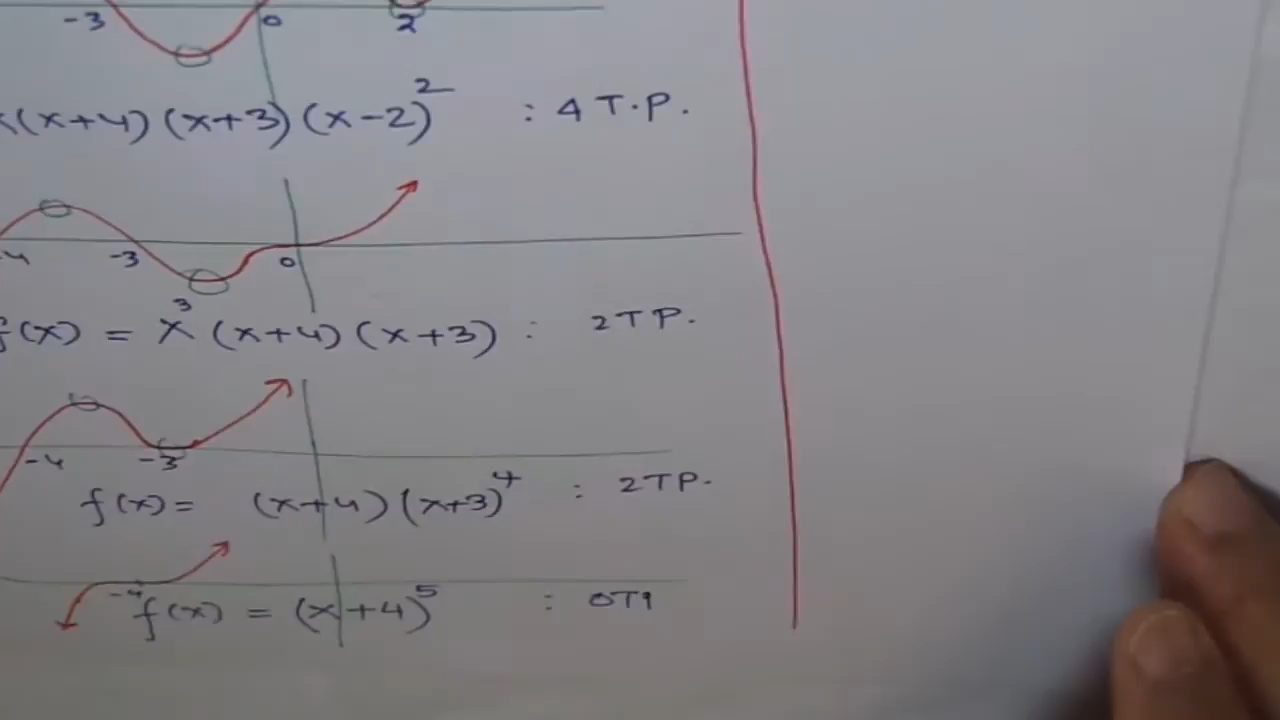 -3 0 2
x(x+4)(x+3)(x-2)² : 4 T.P.
-4 -3 0
f(x) = x³(x+4)(x+3) : 2TP.
-4 -3
f(x)= (x+4)(x+3)⁴ : 2TP.
-4
f(x) = (x+4)⁵ : 0TP